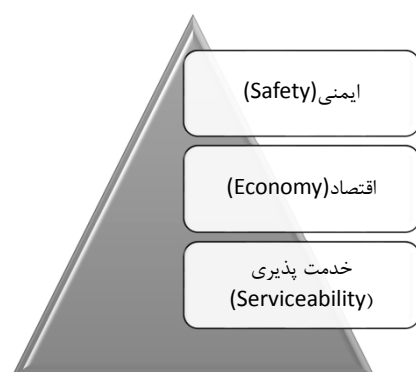 ایمنی(Safety)
اقتصاد(Economy)
خدمت پذیری
(Serviceability)